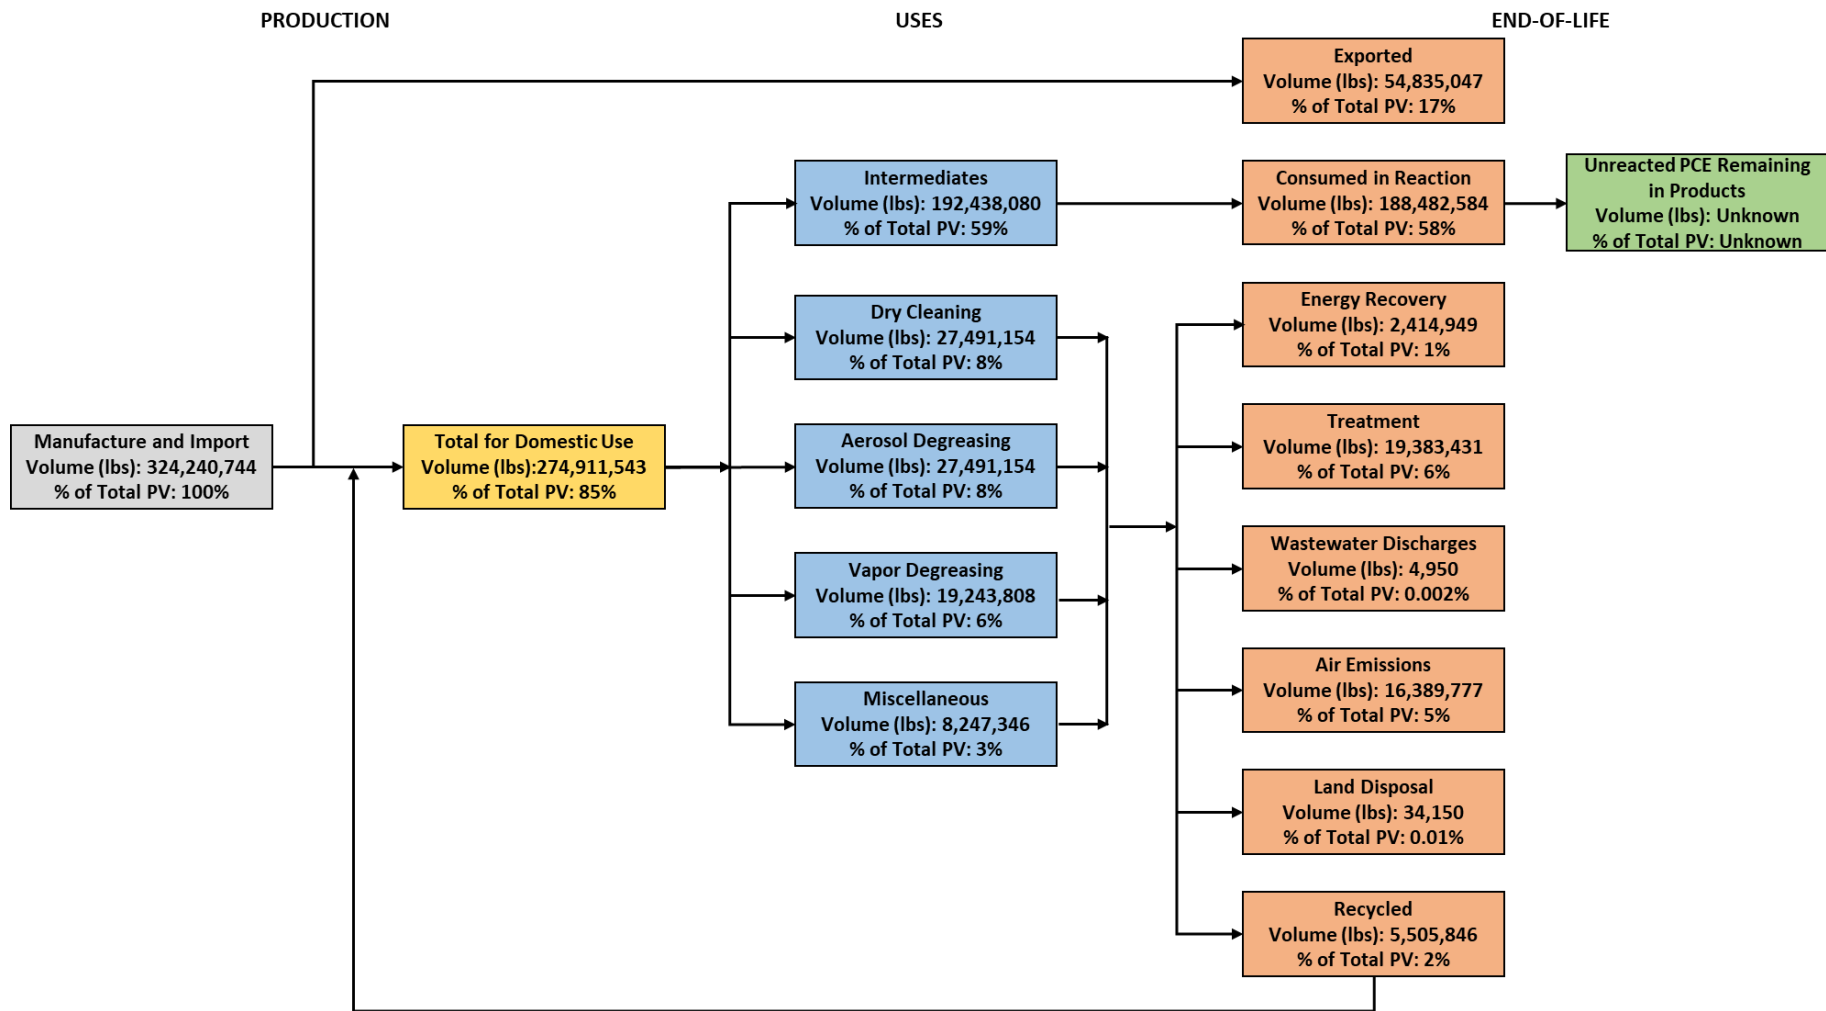 PRODUCTION
USES
END-OF-LIFE
Exported
Volume (lbs): 54,835,047
% of Total PV: 17%
Intermediates
Volume (lbs): 192,438,080
% of Total PV: 59%
Consumed in Reaction
Volume (lbs): 188,482,584
% of Total PV: 58%
Unreacted PCE Remaining
in Products
Volume (lbs): Unknown
% of Total PV: Unknown
Dry Cleaning
Volume (lbs): 27,491,154
% of Total PV: 8%
Energy Recovery
Volume (lbs): 2,414,949
% of Total PV: 1%
Manufacture and Import
Volume (lbs): 324,240,744
% of Total PV: 100%
Total for Domestic Use
Volume (lbs):274,911,543
% of Total PV: 85%
Aerosol Degreasing
Volume (lbs): 27,491,154
% of Total PV: 8%
Treatment
Volume (lbs): 19,383,431
% of Total PV: 6%
Vapor Degreasing
Volume (lbs): 19,243,808
% of Total PV: 6%
Wastewater Discharges
Volume (lbs): 4,950
% of Total PV: 0.002%
Miscellaneous
Volume (lbs): 8,247,346
% of Total PV: 3%
Air Emissions
Volume (lbs): 16,389,777
% of Total PV: 5%
Land Disposal
Volume (lbs): 34,150
% of Total PV: 0.01%
Recycled
Volume (lbs): 5,505,846
% of Total PV: 2%